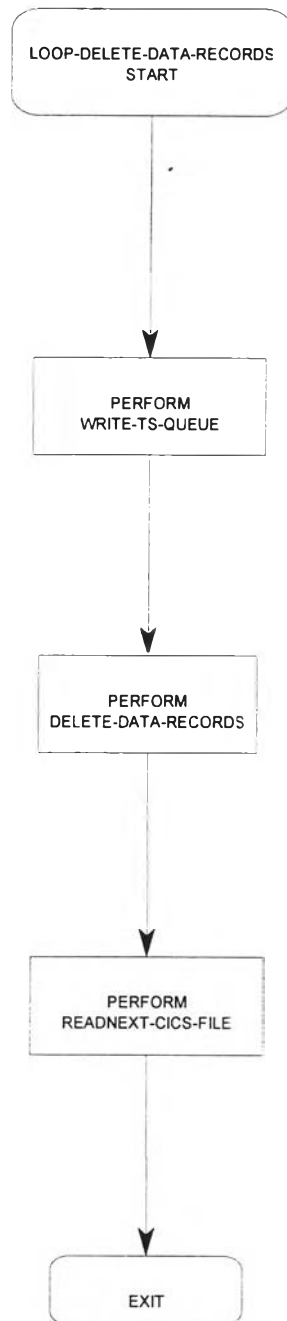 LOOP-DELETE-DATA-RECORDS
START
PERFORM
WRITE-TS-QUEUE
PERFORM
DELETE-DATA-RECORDS
PERFORM
READNEXT-CICS-FILE
EXIT